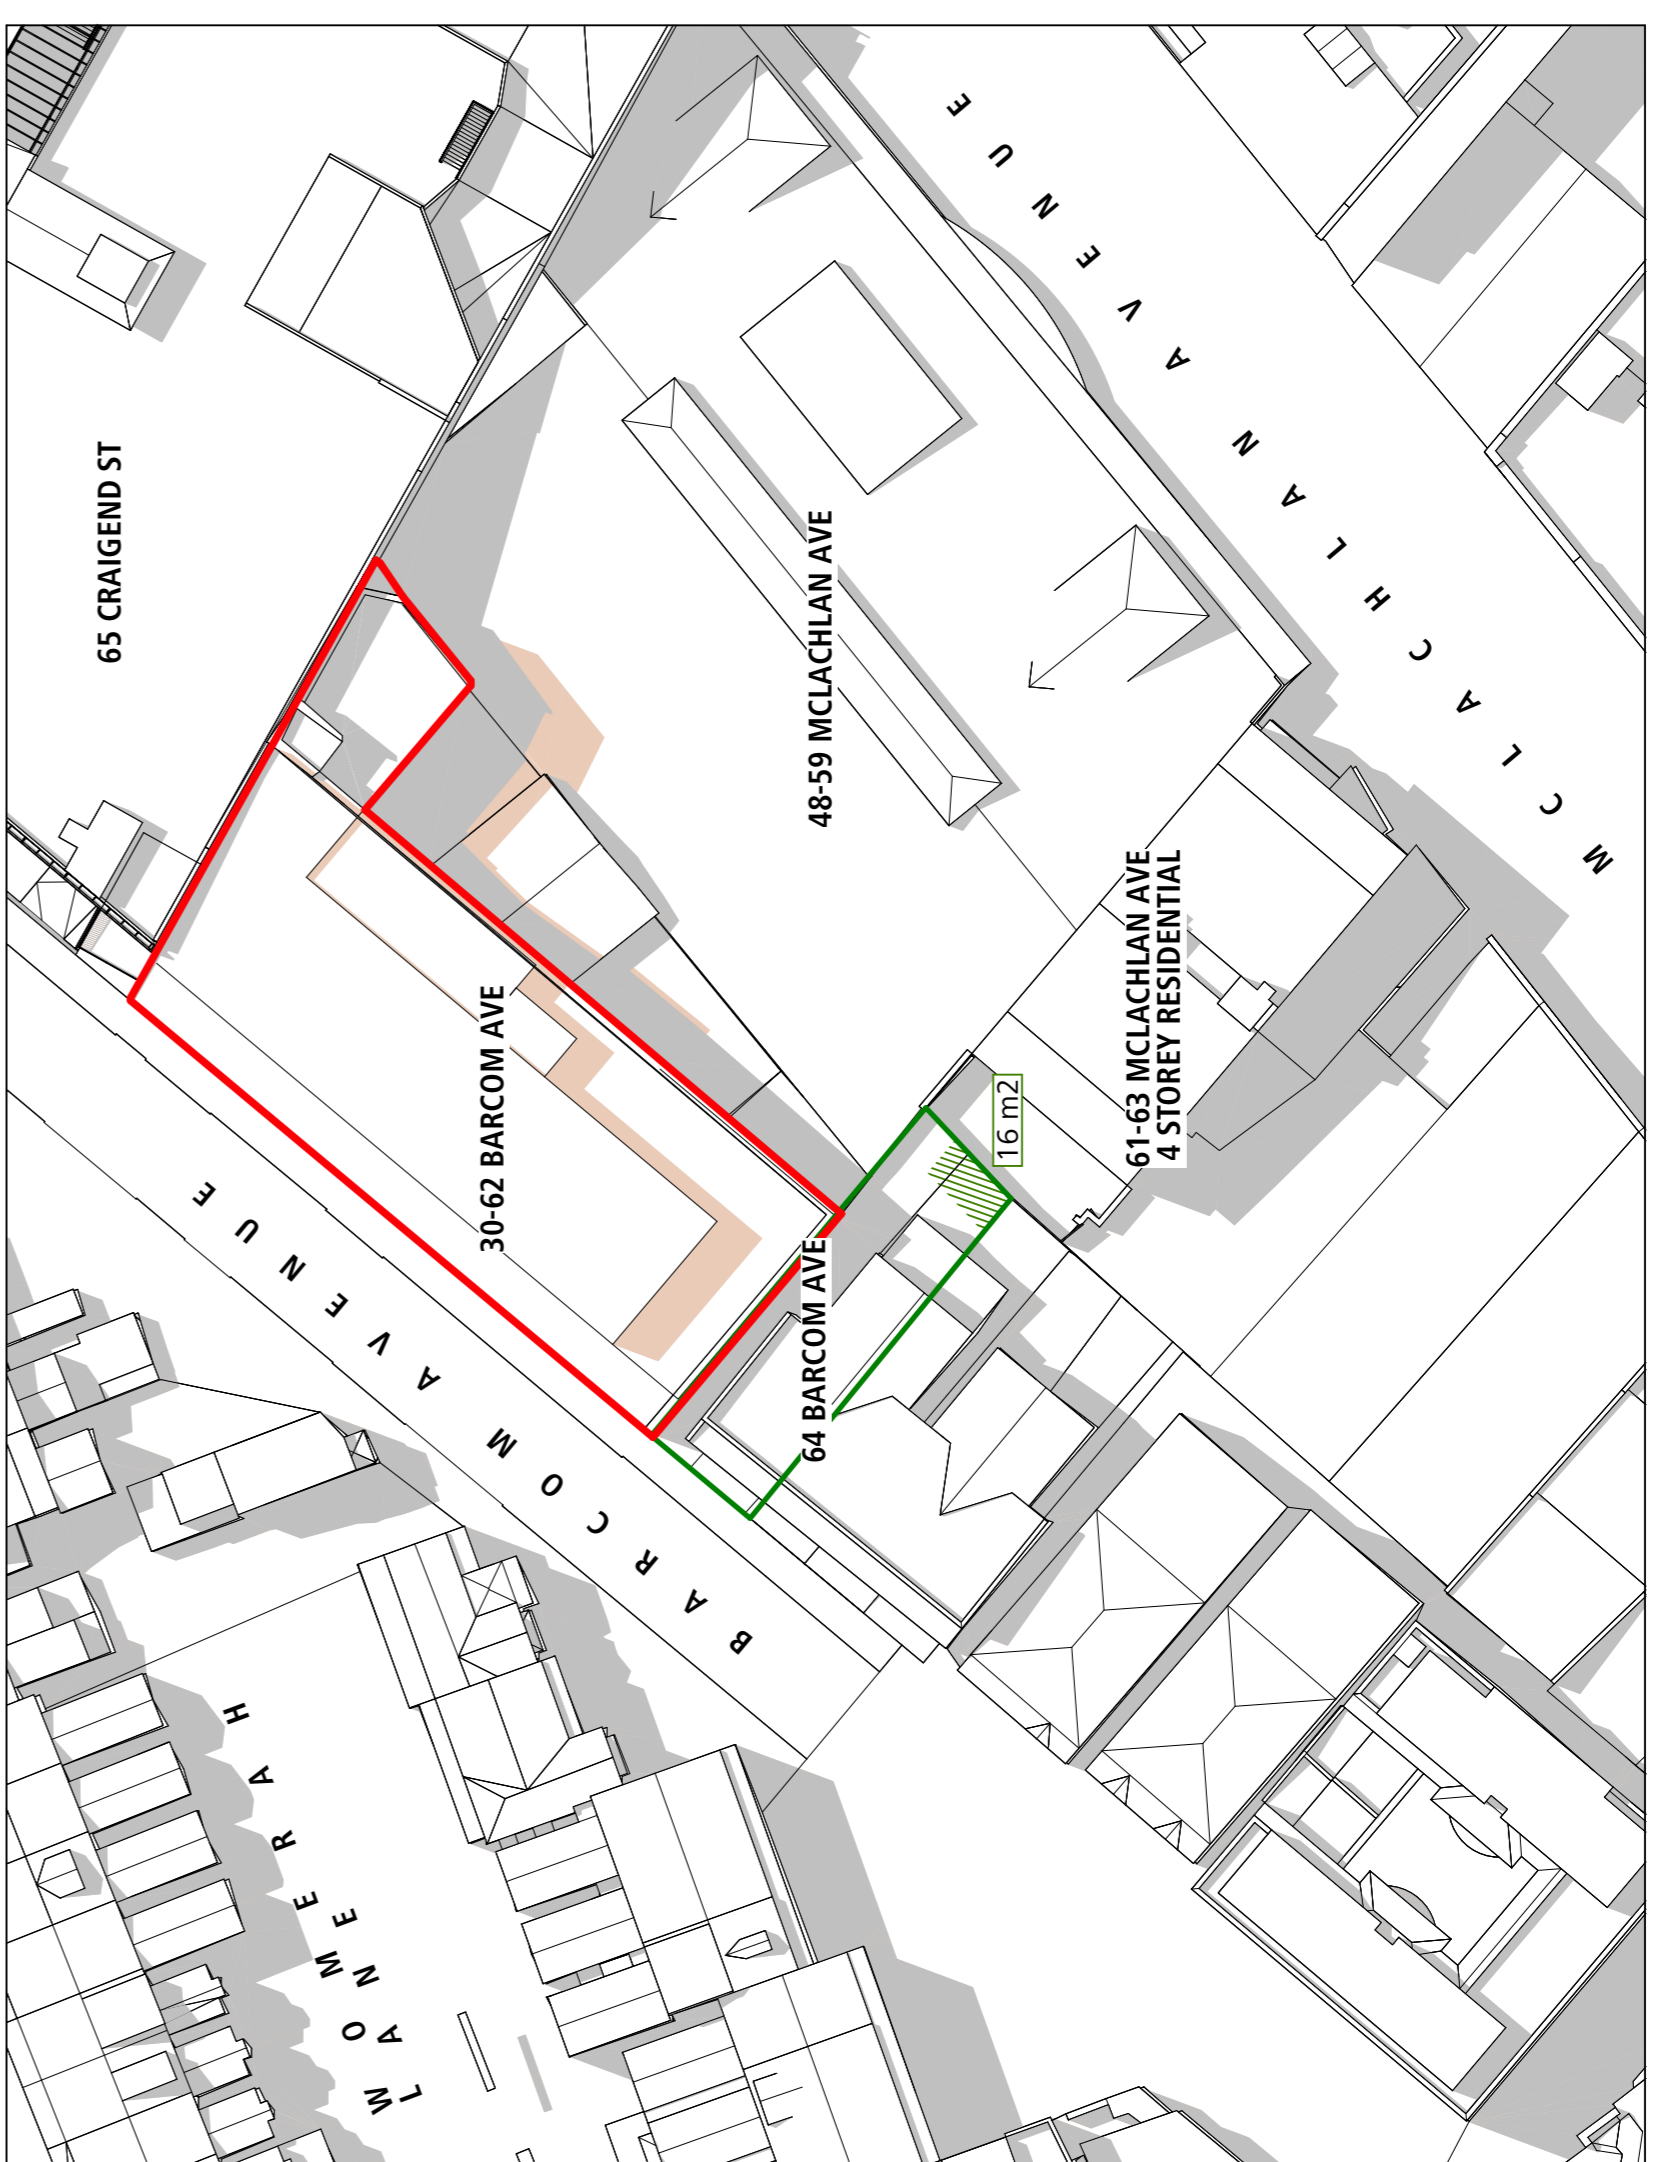 65 CRAIGEND ST
48-59 MCLACHLAN AVE
MCLACHLAN AVENUE
30-62 BARCOM AVE
61-63 MCLACHLAN AVE
4 STOREY RESIDENTIAL
16 m2
64 BARCOM AVE
BARCOM AVENUE
WOMEERAH
LANE